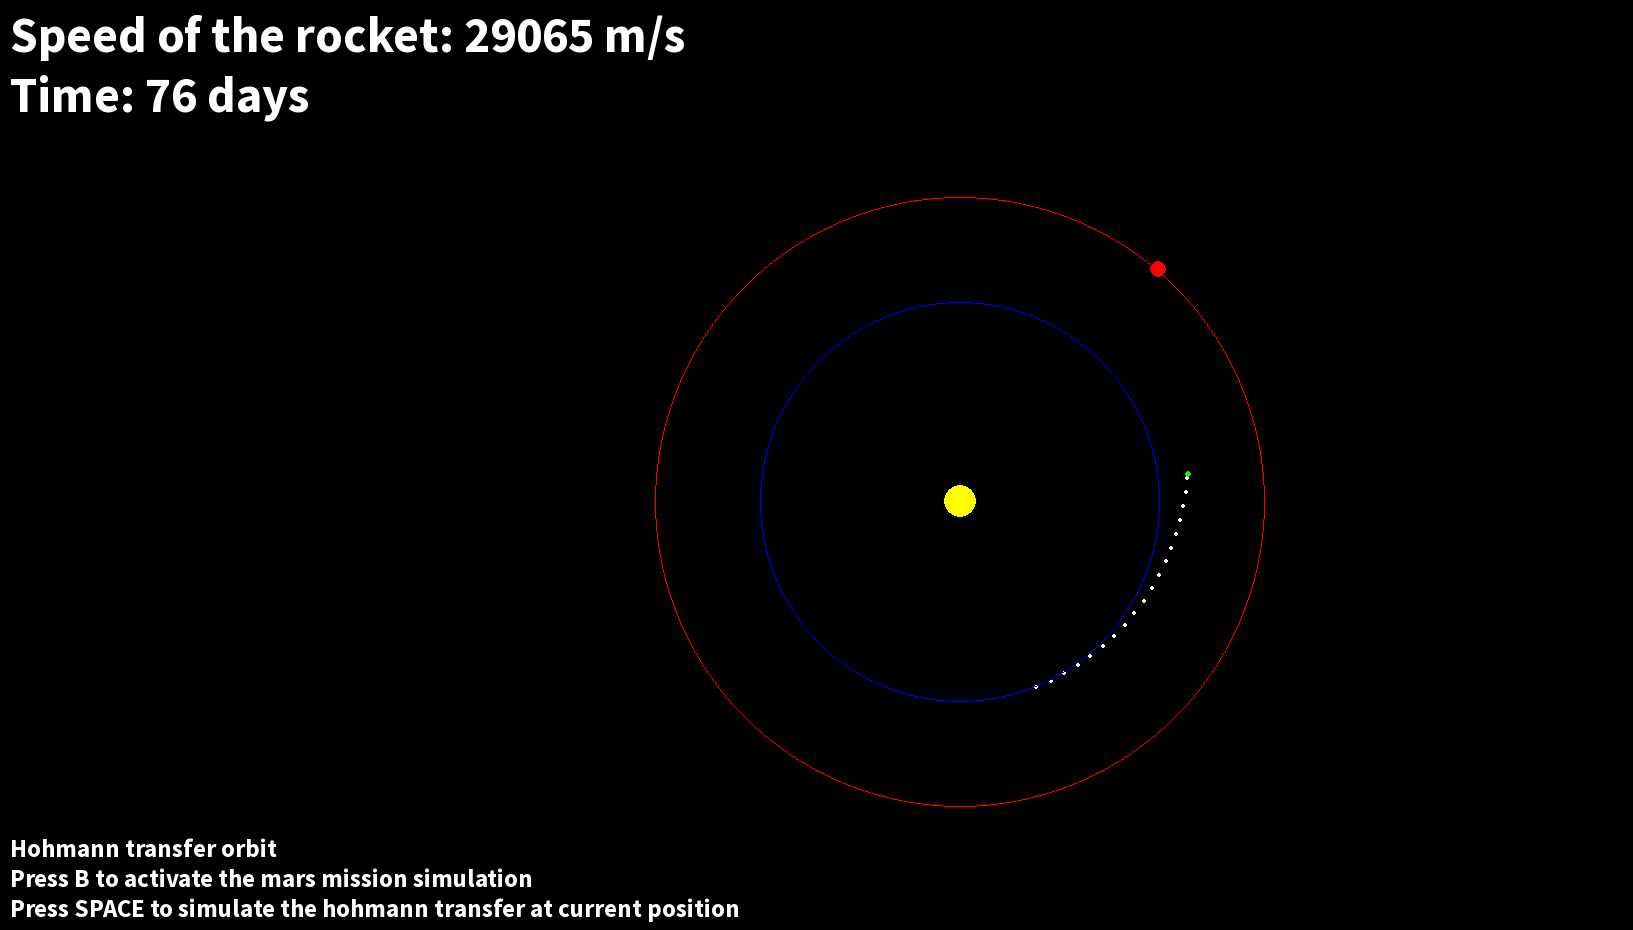 Speed of the rocket: 29065 m/s
Time: 76 days
Hohmann transfer orbit
Press B to activate the mars mission simulation
Press SPACE to simulate the hohmann transfer at current position